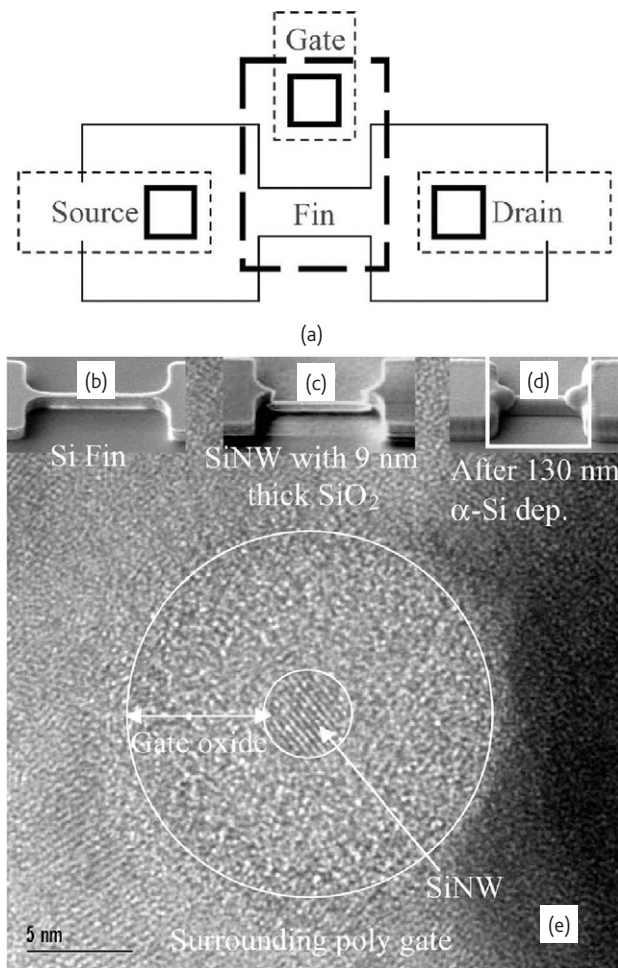 Gate
Source
Fin
Drain
(a)
(b)
(c)
(d)
Si Fin
SiNW with 9 nm
thick SiO₂
After 130 nm
α-Si dep.
Gate oxide
SiNW
5 nm
Surrounding poly gate
(e)